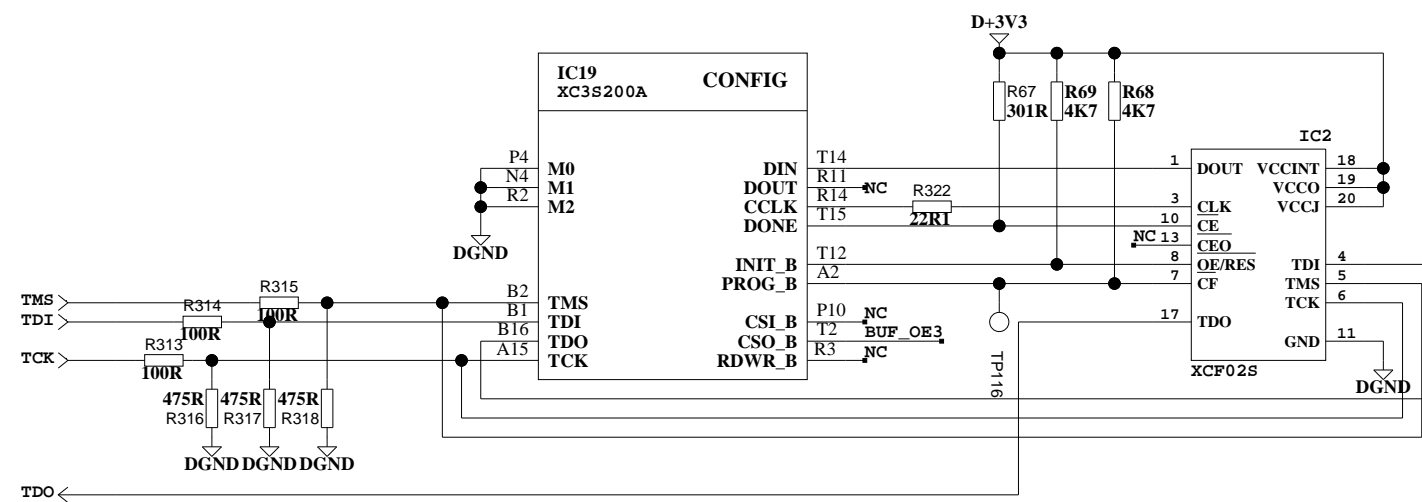 D+3V3
IC19
XC3S200A
CONFIG
R67
301R
R69
4K7
R68
4K7
IC2
P4
M0
N4
M1
R2
M2
DGND
DIN
T14
DOUT
R11
NC
CCLK
R14
R322
22R1
DONE
T15
INIT_B
T12
PROG_B
A2
1
DOUT
VCCINT
18
VCCO
19
VCCJ
20
3
CLK
10
CE
NC
13
CEO
8
OE/RES
7
CF
TDI
4
TMS
5
TCK
6
17
TDO
GND
11
XCF02S
DGND
TMS
R315
100R
B2
TMS
TDI
R314
100R
B1
TDI
B16
TDO
TCK
R313
100R
A15
TCK
CSI_B
P10
NC
CSO_B
T2
BUF_OE3
RDWR_B
R3
NC
TP116
475R
R316
475R
R317
475R
R318
DGND
DGND
DGND
TDO